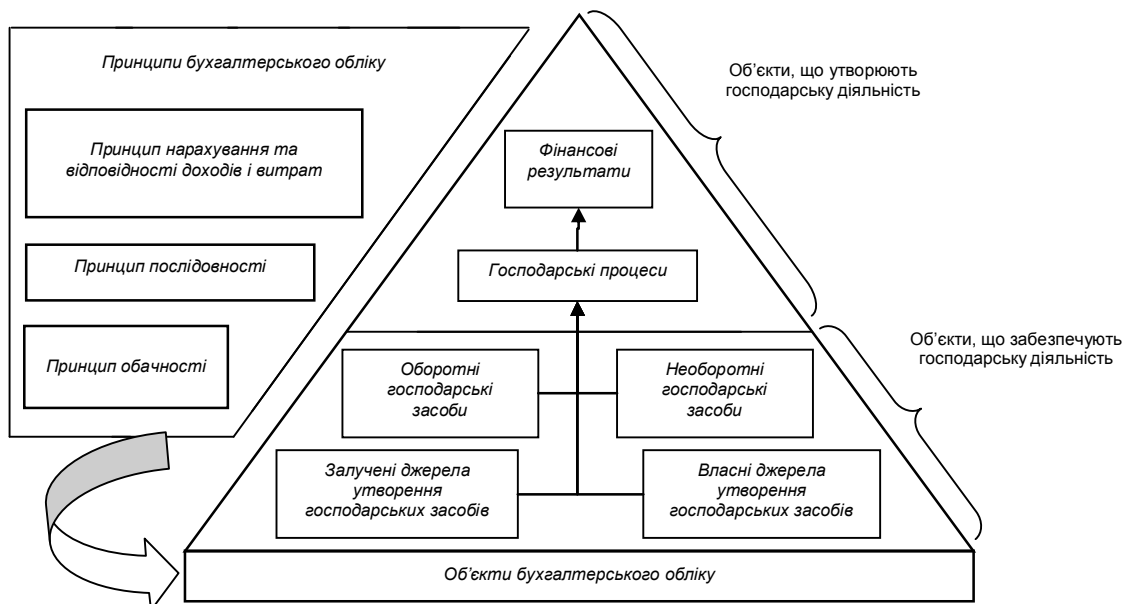 Принципи бухгалтерського обліку
Принцип нарахування та
відповідності доходів і витрат
Принцип послідовності
Принцип обачності
Об’єкти, що утворюють
господарську діяльність
Фінансові
результати
Господарські процеси
Об’єкти, що забезпечують
господарську діяльність
Оборотні
господарські
засоби
Необоротні
господарські
засоби
Залучені джерела
утворення
господарських засобів
Власні джерела
утворення
господарських засобів
Об’єкти бухгалтерського обліку